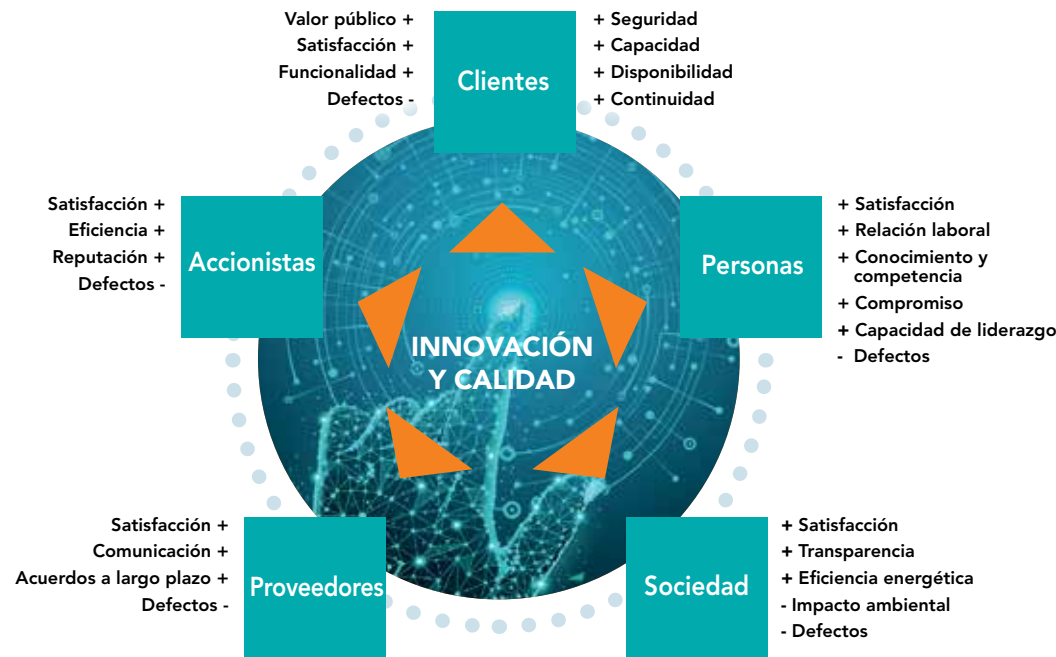 Valor público +
Satisfacción +
Funcionalidad +
Defectos -
Clientes
+ Seguridad
+ Capacidad
+ Disponibilidad
+ Continuidad
Satisfacción +
Eficiencia +
Reputación +
Defectos -
Accionistas
Personas
+ Satisfacción
+ Relación laboral
+ Conocimiento y
competencia
+ Compromiso
+ Capacidad de liderazgo
- Defectos
INNOVACIÓN
Y CALIDAD
Satisfacción +
Comunicación +
Acuerdos a largo plazo +
Defectos -
Proveedores
Sociedad
+ Satisfacción
+ Transparencia
+ Eficiencia energética
- Impacto ambiental
- Defectos